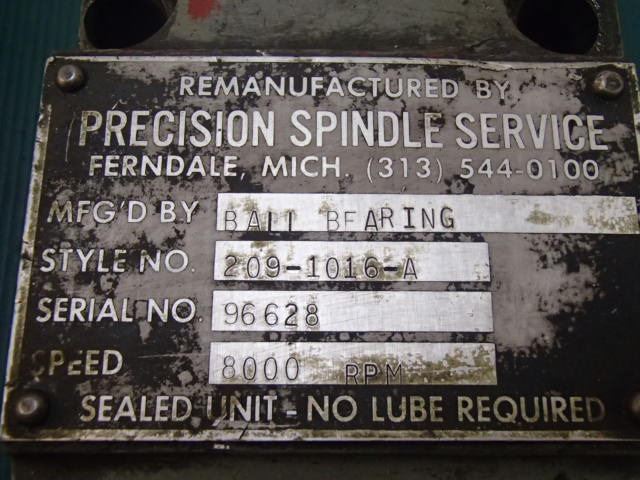 REMANUFACTURED BY
PRECISION SPINDLE SERVICE
FERNDALE, MICH. (313) 544-0100
MFG'D BY BALL BEARING
STYLE NO. 209-1016-A
SERIAL NO. 96628
SPEED 8000 RPM
SEALED UNIT - NO LUBE REQUIRED